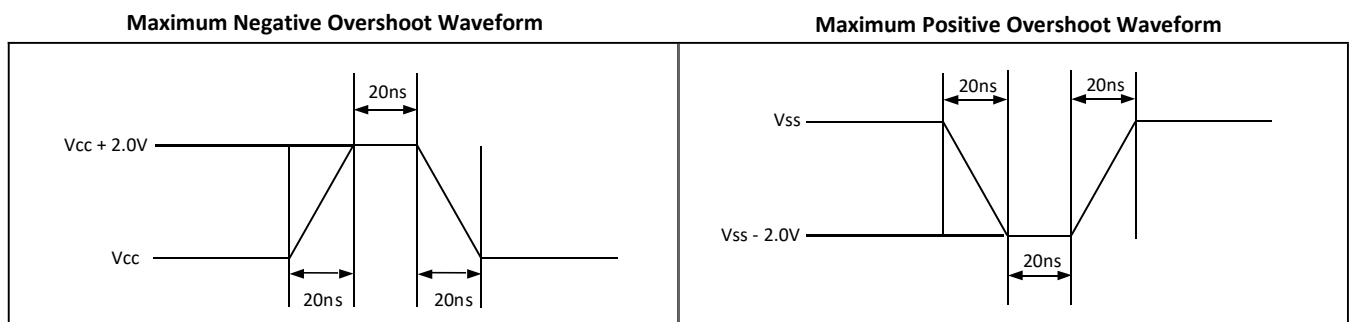 Maximum Negative Overshoot Waveform
20ns
Vcc + 2.0V
Vcc
20ns
20ns
Maximum Positive Overshoot Waveform
20ns
20ns
Vss
Vss - 2.0V
20ns